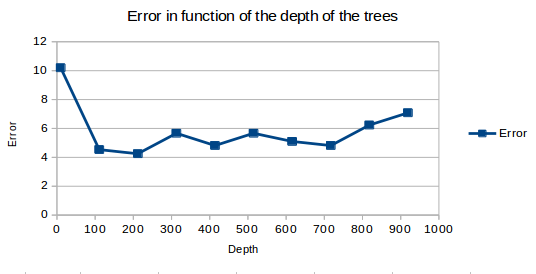 Error in function of the depth of the trees
12
10
8
6
4
2
0
Error
0 100 200 300 400 500 600 700 800 900 1000
Depth
Error